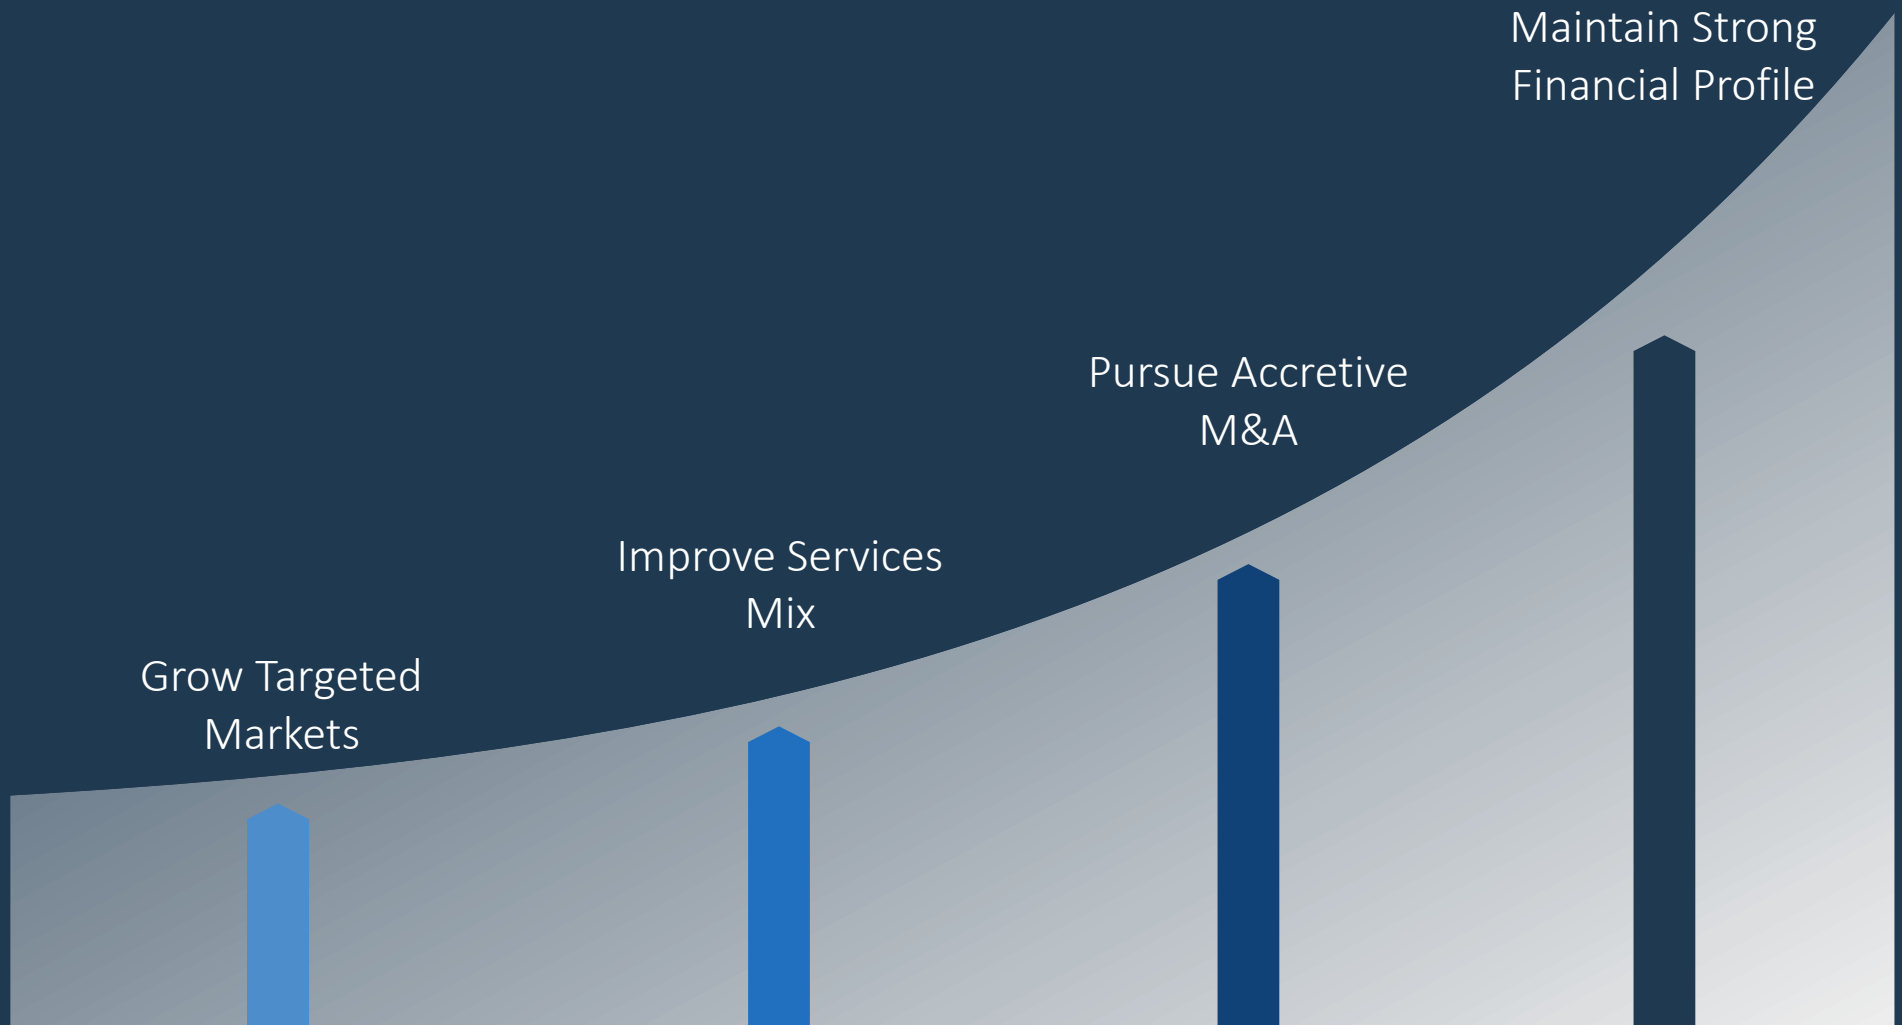 Maintain Strong
Financial Profile
Pursue Accretive
M&A
Improve Services
Mix
Grow Targeted
Markets